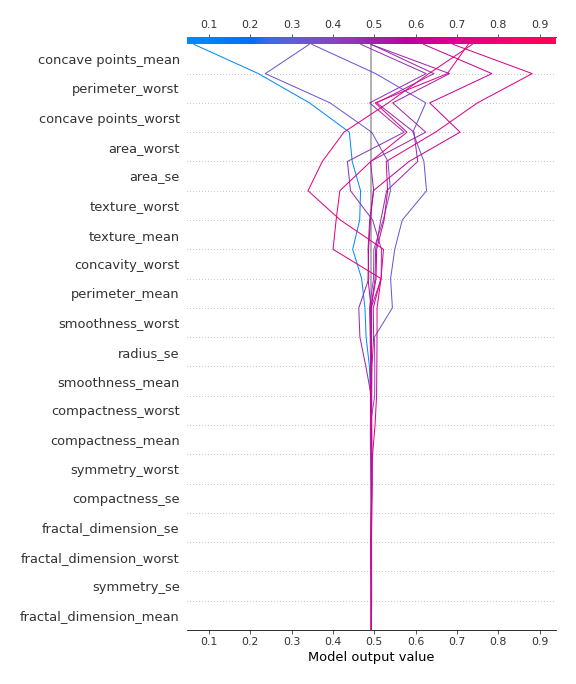 0.1 0.2 0.3 0.4 0.5 0.6 0.7 0.8 0.9
concave points_mean
perimeter_worst
concave points_worst
area_worst
area_se
texture_worst
texture_mean
concavity_worst
perimeter_mean
smoothness_worst
radius_se
smoothness_mean
compactness_worst
compactness_mean
symmetry_worst
compactness_se
fractal_dimension_se
fractal_dimension_worst
symmetry_se
fractal_dimension_mean
0.1 0.2 0.3 0.4 0.5 0.6 0.7 0.8 0.9
Model output value